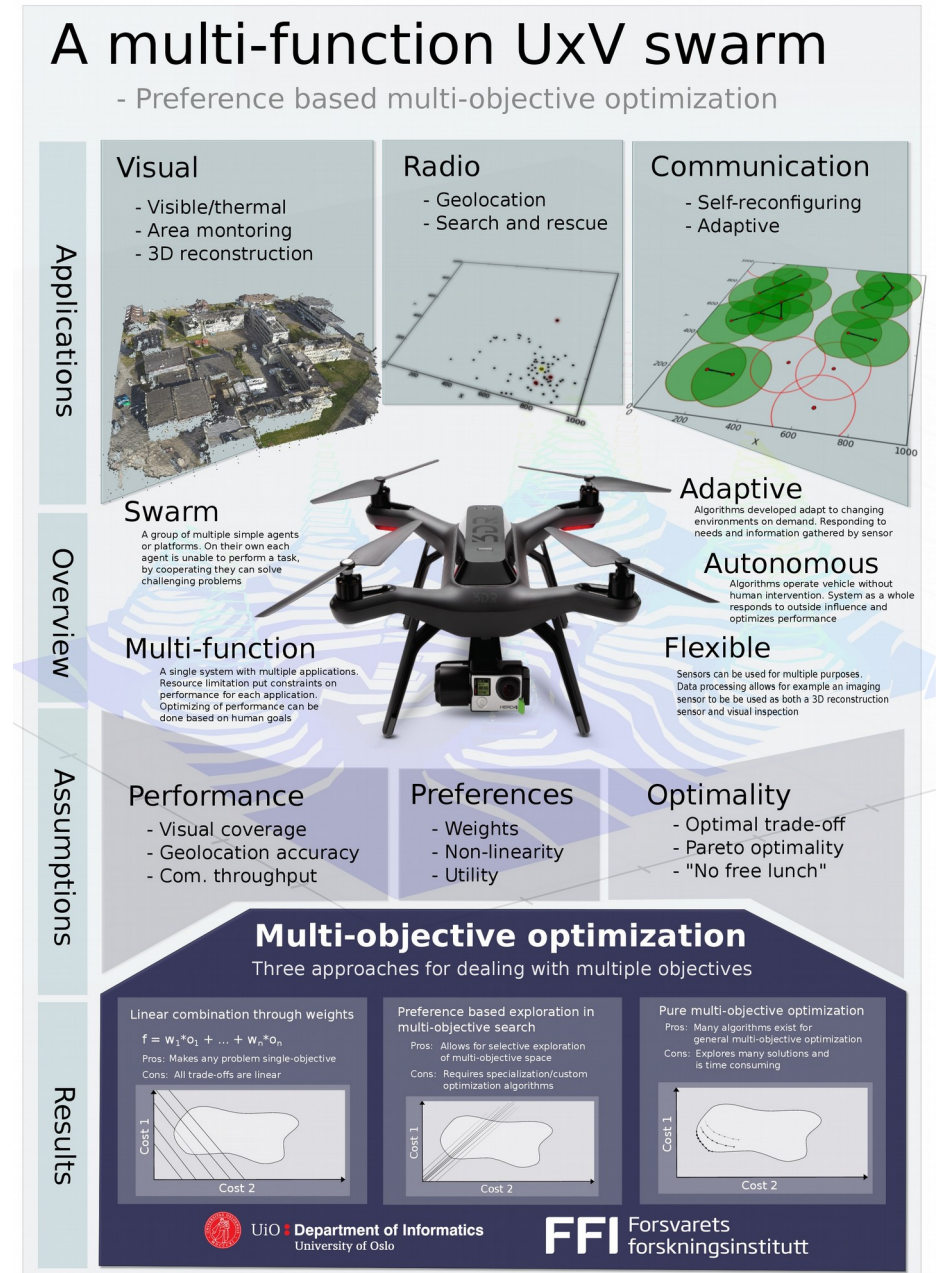 A multi-function UxV swarm
- Preference based multi-objective optimization
Applications
Visual
- Visible/thermal
- Area montoring
- 3D reconstruction
Radio
- Geolocation
- Search and rescue
X
1000
Communication
- Self-reconfiguring
- Adaptive
200
400
0
0
200
400
600
800
1000
X
Overview
Swarm
A group of multiple simple agents
or platforms. On their own each
agent is unable to perform a task,
by cooperating they can solve
challenging problems
Multi-function
A single system with multiple applications.
Resource limitation put constraints on
performance for each application.
Optimizing of performance can be
done based on human goals
3DR
3DR
HERO4
Adaptive
Algorithms developed adapt to changing
environments on demand. Responding to
needs and information gathered by sensor
Autonomous
Algorithms operate vehicle without
human intervention. System as a whole
responds to outside influence and
optimizes performance
Flexible
Sensors can be used for multiple purposes.
Data processing allows for example an imaging
sensor to be be used as both a 3D reconstruction
sensor and visual inspection
Assumptions
Performance
- Visual coverage
- Geolocation accuracy
- Com. throughput
Preferences
- Weights
- Non-linearity
- Utility
Optimality
- Optimal trade-off
- Pareto optimality
- "No free lunch"
Results
Multi-objective optimization
Three approaches for dealing with multiple objectives
Linear combination through weights
f = w₁*o₁ + ... + wₙ*oₙ
Pros: Makes any problem single-objective
Cons: All trade-offs are linear
Cost 1
Cost 2
Preference based exploration in
multi-objective search
Pros: Allows for selective exploration
of multi-objective space
Cons: Requires specialization/custom
optimization algorithms
Cost 1
Cost 2
Pure multi-objective optimization
Pros: Many algorithms exist for
general multi-objective optimization
Cons: Explores many solutions and
is time consuming
Cost 1
Cost 2
UiO Department of Informatics
University of Oslo
FFI Forsvarets
forskningsinstitutt